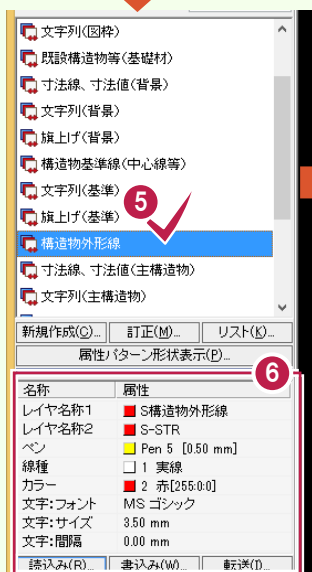 文字列(図枠)
既設構造物等(基礎材)
寸法線、寸法値(背景)
文字列(背景)
旗上げ(背景)
構造物基準線(中心線等)
文字列(基準)
5
旗上げ(基準)
構造物外形線
寸法線、寸法値(主構造物)
文字列(主構造物)
新規作成(C)... 訂正(M)... リスト(K)...
属性パターン形状表示(P)...
6
名称 属性
レイヤ名称1 S構造物外形線
レイヤ名称2 S-STR
ペン Pen 5 [0.50 mm]
線種 1 実線
カラー 2 赤[255:0:0]
文字:フォント MS ゴシック
文字:サイズ 3.50 mm
文字:間隔 0.00 mm
読込み(R)... 書込み(W)... 転送(I)...